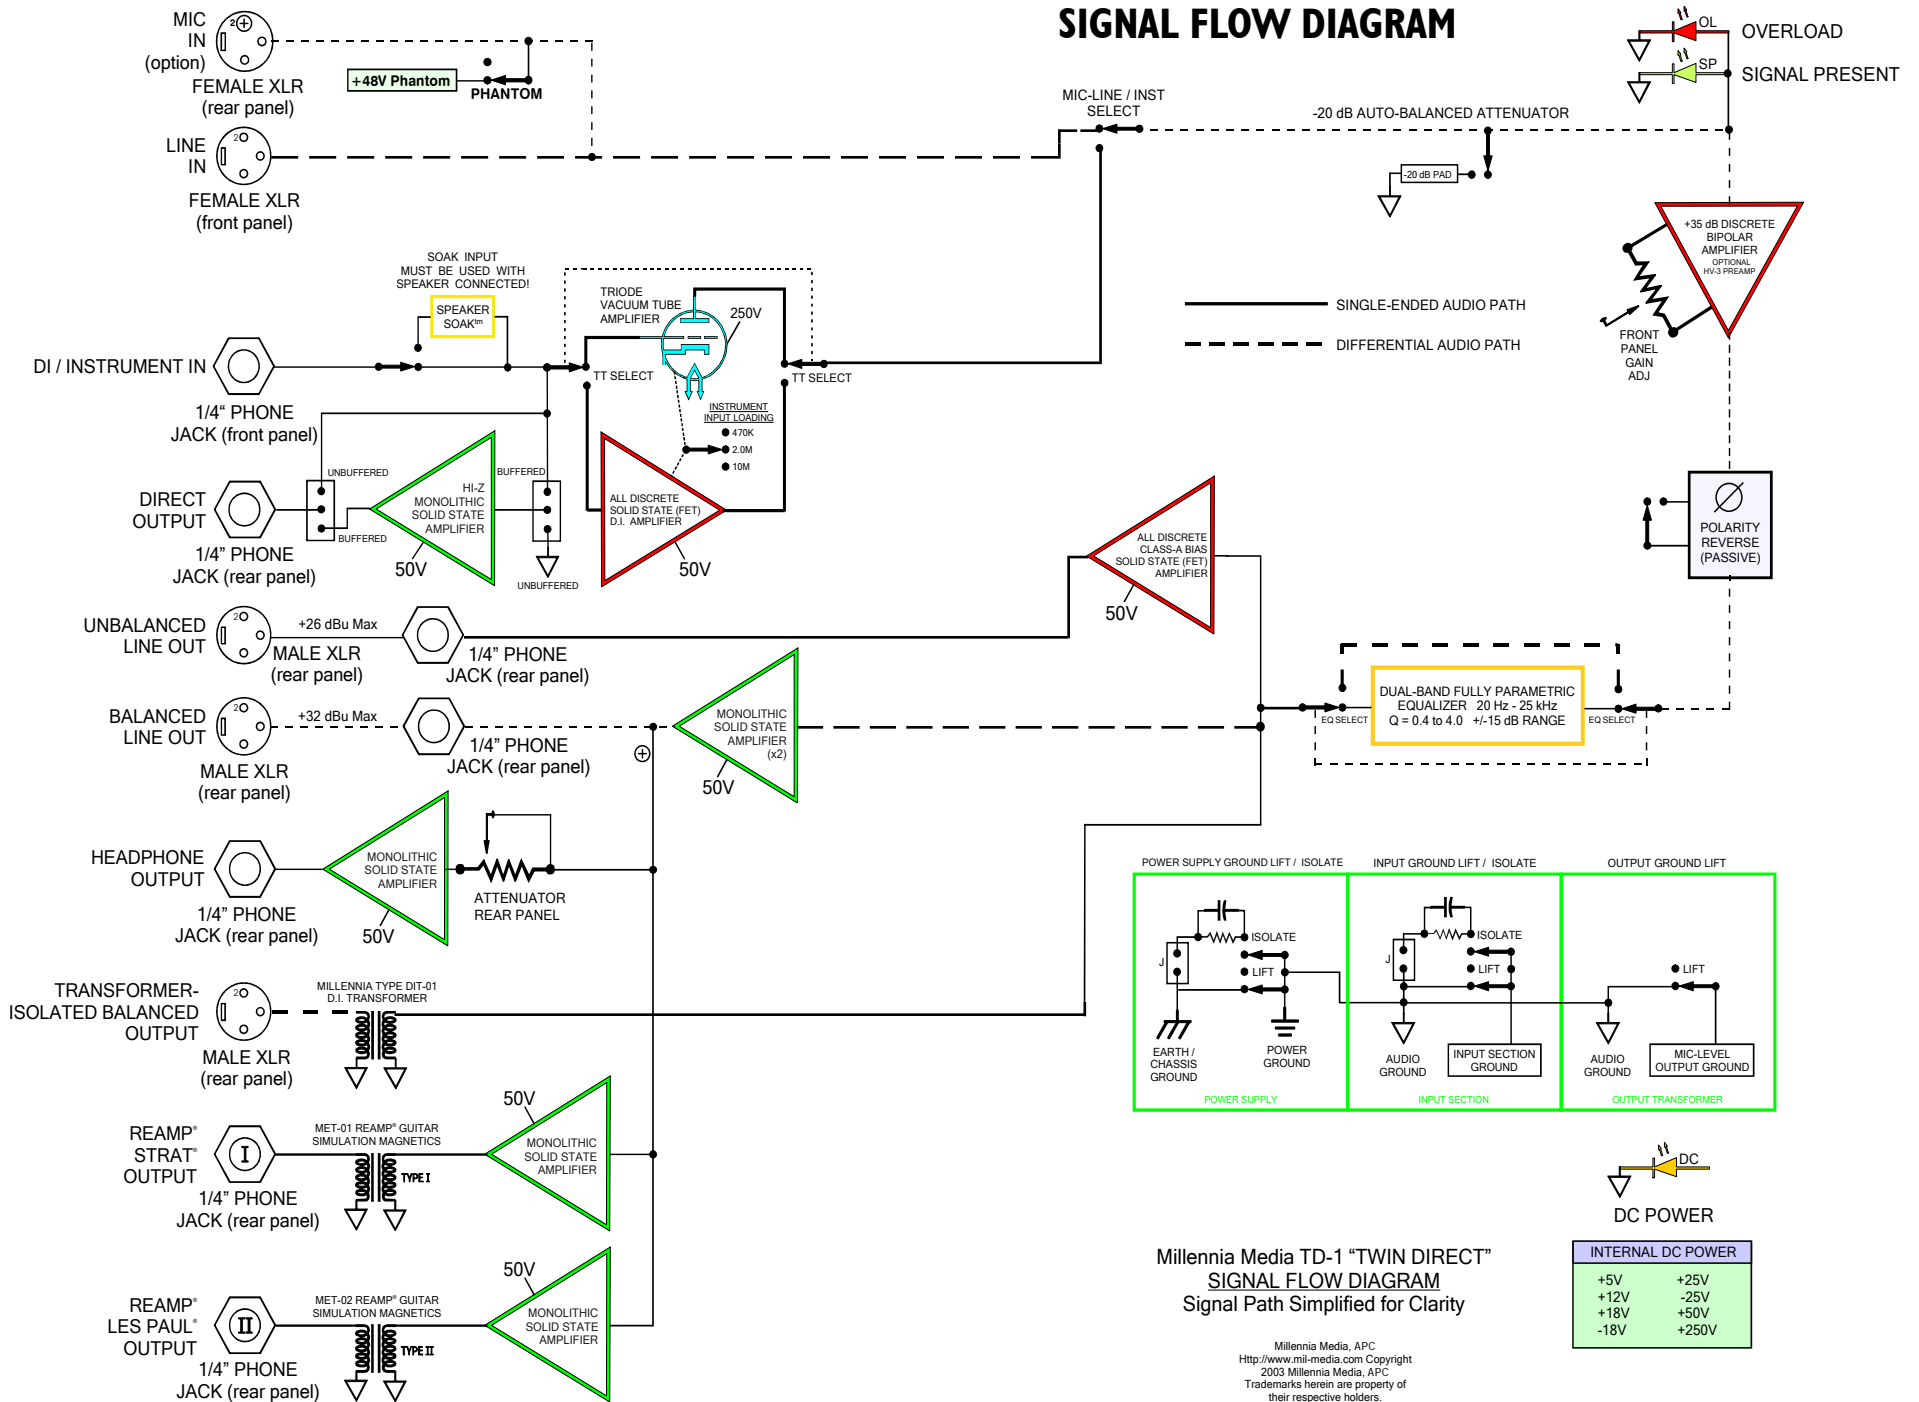 SIGNAL FLOW DIAGRAM
MIC
IN
(option)
2
FEMALE XLR
(rear panel)
+48V Phantom
PHANTOM
LINE
IN
2
FEMALE XLR
(front panel)
MIC-LINE / INST
SELECT
-20 dB AUTO-BALANCED ATTENUATOR
-20 dB PAD
OL
OVERLOAD
SP
SIGNAL PRESENT
+35 dB DISCRETE
BIPOLAR
AMPLIFIER
OPTIONAL
HV-3 PREAMP
FRONT
PANEL
GAIN
ADJ
SINGLE-ENDED AUDIO PATH
DIFFERENTIAL AUDIO PATH
SOAK INPUT
MUST BE USED WITH
SPEAKER CONNECTED!
SPEAKER
SOAKtm
TRIODE
VACUUM TUBE
AMPLIFIER
250V
DI / INSTRUMENT IN
1/4“ PHONE
JACK (front panel)
TT SELECT
TT SELECT
INSTRUMENT
INPUT LOADING
470K
2.0M
10M
UNBUFFERED
BUFFERED
HI-Z
MONOLITHIC
SOLID STATE
AMPLIFIER
50V
BUFFERED
UNBUFFERED
ALL DISCRETE
SOLID STATE (FET)
D.I. AMPLIFIER
50V
DIRECT
OUTPUT
1/4” PHONE
JACK (rear panel)
ALL DISCRETE
CLASS-A BIAS
SOLID STATE (FET)
AMPLIFIER
50V
POLARITY
REVERSE
(PASSIVE)
UNBALANCED
LINE OUT
2
+26 dBu Max
MALE XLR
(rear panel)
1/4” PHONE
JACK (rear panel)
BALANCED
LINE OUT
2
+32 dBu Max
MALE XLR
(rear panel)
1/4” PHONE
JACK (rear panel)
MONOLITHIC
SOLID STATE
AMPLIFIER
(x2)
50V
EQ SELECT
DUAL-BAND FULLY PARAMETRIC
EQUALIZER 20 Hz - 25 kHz
Q = 0.4 to 4.0 +/-15 dB RANGE
EQ SELECT
HEADPHONE
OUTPUT
1/4” PHONE
JACK (rear panel)
MONOLITHIC
SOLID STATE
AMPLIFIER
50V
ATTENUATOR
REAR PANEL
POWER SUPPLY GROUND LIFT / ISOLATE
INPUT GROUND LIFT / ISOLATE
OUTPUT GROUND LIFT
J
ISOLATE
LIFT
EARTH /
CHASSIS
GROUND
POWER
GROUND
POWER SUPPLY
J
ISOLATE
LIFT
AUDIO
GROUND
INPUT SECTION
GROUND
INPUT SECTION
LIFT
AUDIO
GROUND
MIC-LEVEL
OUTPUT GROUND
OUTPUT TRANSFORMER
TRANSFORMER-
ISOLATED BALANCED
OUTPUT
2
MALE XLR
(rear panel)
MILLENNIA TYPE DIT-01
D.I. TRANSFORMER
REAMP®
STRAT®
OUTPUT
I
1/4” PHONE
JACK (rear panel)
MET-01 REAMP® GUITAR
SIMULATION MAGNETICS
TYPE I
50V
MONOLITHIC
SOLID STATE
AMPLIFIER
REAMP®
LES PAUL®
OUTPUT
II
1/4” PHONE
JACK (rear panel)
MET-02 REAMP® GUITAR
SIMULATION MAGNETICS
TYPE II
50V
MONOLITHIC
SOLID STATE
AMPLIFIER
DC
DC POWER
INTERNAL DC POWER
+5V +25V
+12V -25V
+18V +50V
-18V +250V
Millennia Media TD-1 “TWIN DIRECT”
SIGNAL FLOW DIAGRAM
Signal Path Simplified for Clarity
Millennia Media, APC
Http://www.mil-media.com Copyright
2003 Millennia Media, APC
Trademarks herein are property of
their respective holders.